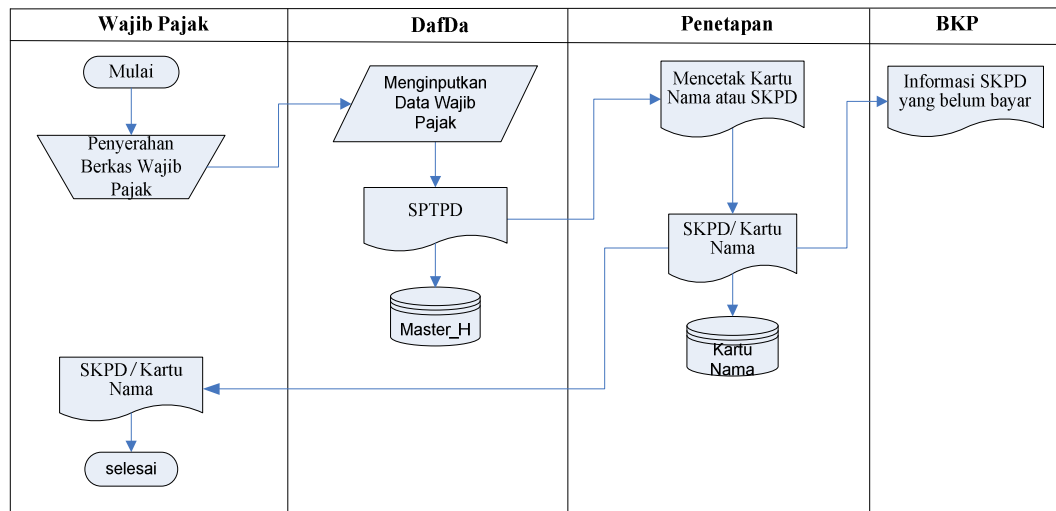 Wajib Pajak
DafDa
Penetapan
BKP
Mulai
Penyerahan
Berkas Wajib
Pajak
SKPD / Kartu
Nama
selesai
Menginputkan
Data Wajib
Pajak
SPTPD
Master_H
Mencetak Kartu
Nama atau SKPD
SKPD/ Kartu
Nama
Kartu
Nama
Informasi SKPD
yang belum bayar